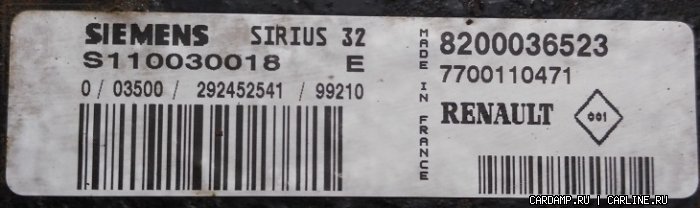 SIEMENS SIRIUS 32
S110030018 E
0 / 03500 / 292452541 / 99210
MADE IN FRANCE
8200036523
7700110471
RENAULT 001
CARDAMP.RU | CARLINE.RU